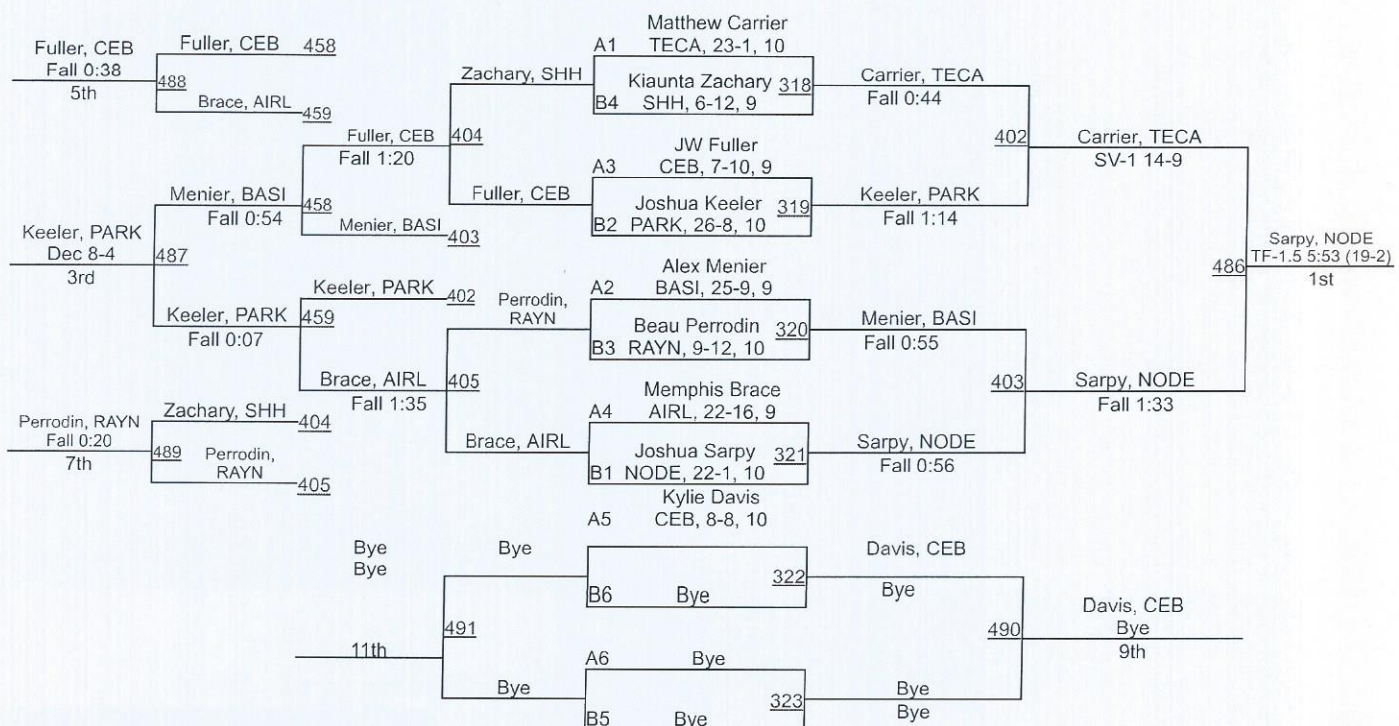 Fuller, CEB
Fall 0:38
5th
488
Fuller, CEB 458
Brace, AIRL
459
Keeler, PARK
Dec 8-4
3rd
487
Menier, BASI
Fall 0:54
458
Fuller, CEB
Fall 1:20
Menier, BASI
403
404
Zachary, SHH
Fuller, CEB
Keeler, PARK
Fall 0:07
459
Keeler, PARK 402
Brace, AIRL
Fall 1:35
405
Perrodin,
RAYN
Brace, AIRL
Perrodin, RAYN
Fall 0:20
7th
489
Zachary, SHH 404
Perrodin,
RAYN
405
Matthew Carrier
A1 TECA, 23-1, 10
Kiaunta Zachary 318
B4 SHH, 6-12, 9
JW Fuller
A3 CEB, 7-10, 9
Joshua Keeler 319
B2 PARK, 26-8, 10
Alex Menier
A2 BASI, 25-9, 9
Beau Perrodin 320
B3 RAYN, 9-12, 10
Memphis Brace
A4 AIRL, 22-16, 9
Joshua Sarpy 321
B1 NODE, 22-1, 10
Carrier, TECA
Fall 0:44
402
Keeler, PARK
Fall 1:14
Carrier, TECA
SV-1 14-9
Menier, BASI
Fall 0:55
403
Sarpy, NODE
Fall 0:56
Sarpy, NODE
Fall 1:33
486
Sarpy, NODE
TF-1.5 5:53 (19-2)
1st
Kylie Davis
A5 CEB, 8-8, 10
322
B6 Bye
A6 Bye
323
B5 Bye
Bye
Bye
Bye
491
11th
Bye
Davis, CEB
Bye
490
Bye
Bye
Davis, CEB
Bye
9th